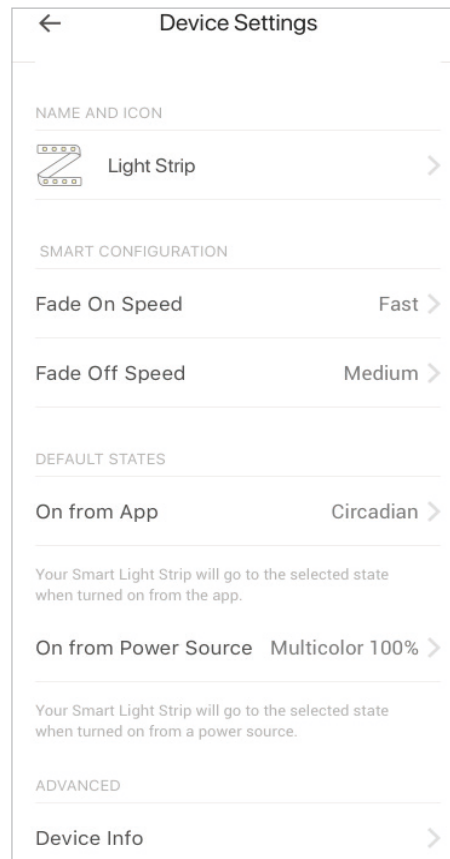 Device Settings
NAME AND ICON
Light Strip
SMART CONFIGURATION
Fade On Speed Fast
Fade Off Speed Medium
DEFAULT STATES
On from App Circadian
Your Smart Light Strip will go to the selected state
when turned on from the app.
On from Power Source Multicolor 100%
Your Smart Light Strip will go to the selected state
when turned on from a power source.
ADVANCED
Device Info